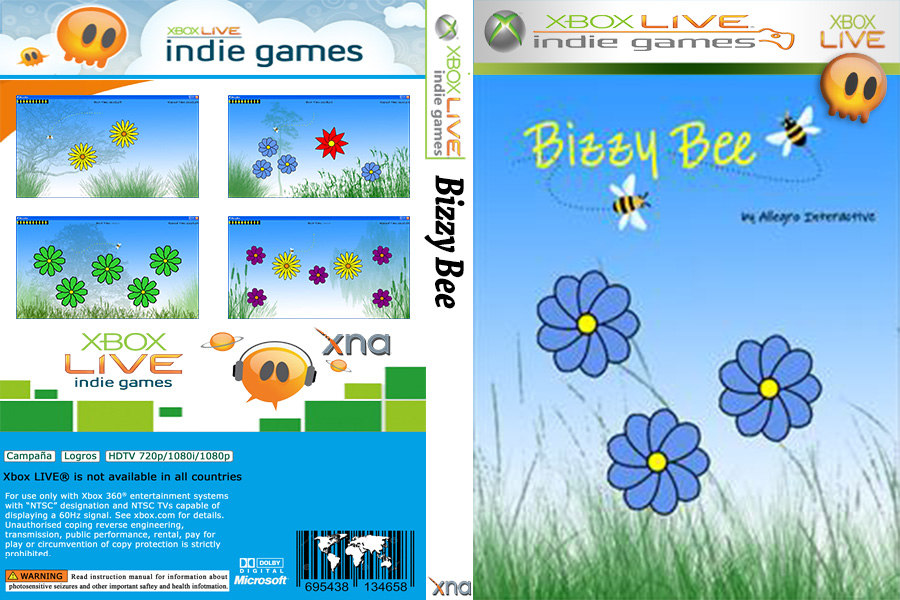 XBOX LIVE
indie games
XBOX LIVE
indie games
xna
Campaña Logros HDTV 720p/1080i/1080p
Xbox LIVE® is not available in all countries
For use only with Xbox 360® entertainment systems
with “NTSC” designation and NTSC TVs capable of
displaying a 60Hz signal. See xbox.com for details.
Unauthorised coping reverse engineering,
transmission, public performance, rental, pay for
play or circumvention of copy protection is strictly
prohibited.
WARNING Read instruction manual for information about
photosensitive seizures and other important saftey and health infotmation.
DOLBY
DIGITAL
Microsoft®
695438 134658
XBOX LIVE
indie games
Bizzy Bee
xna
XBOX LIVE™
indie games
XBOX
LIVE
Bizzy Bee
by Allegro Interactive